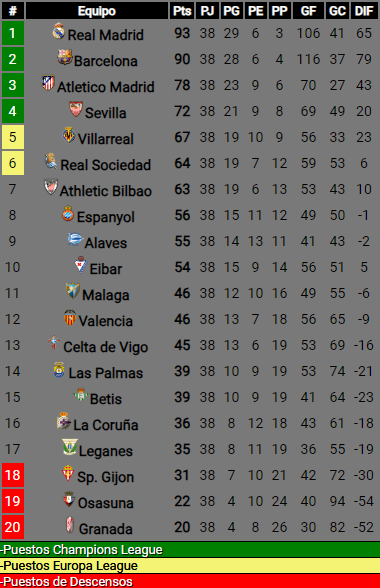 # Equipo Pts PJ PG PE PP GF GC DIF
1 Real Madrid 93 38 29 6 3 106 41 65
2 Barcelona 90 38 28 6 4 116 37 79
3 Atletico Madrid 78 38 23 9 6 70 27 43
4 Sevilla 72 38 21 9 8 69 49 20
5 Villarreal 67 38 19 10 9 56 33 23
6 Real Sociedad 64 38 19 7 12 59 53 6
7 Athletic Bilbao 63 38 19 6 13 53 43 10
8 Espanyol 56 38 15 11 12 49 50 -1
9 Alaves 55 38 14 13 11 41 43 -2
10 Eibar 54 38 15 9 14 56 51 5
11 Malaga 46 38 12 10 16 49 55 -6
12 Valencia 46 38 13 7 18 56 65 -9
13 Celta de Vigo 45 38 13 6 19 53 69 -16
14 Las Palmas 39 38 10 9 19 53 74 -21
15 Betis 39 38 10 9 19 41 64 -23
16 La Coruña 36 38 8 12 18 43 61 -18
17 Leganes 35 38 8 11 19 36 55 -19
18 Sp. Gijon 31 38 7 10 21 42 72 -30
19 Osasuna 22 38 4 10 24 40 94 -54
20 Granada 20 38 4 8 26 30 82 -52
-Puestos Champions League
-Puestos Europa League
-Puestos de Descensos